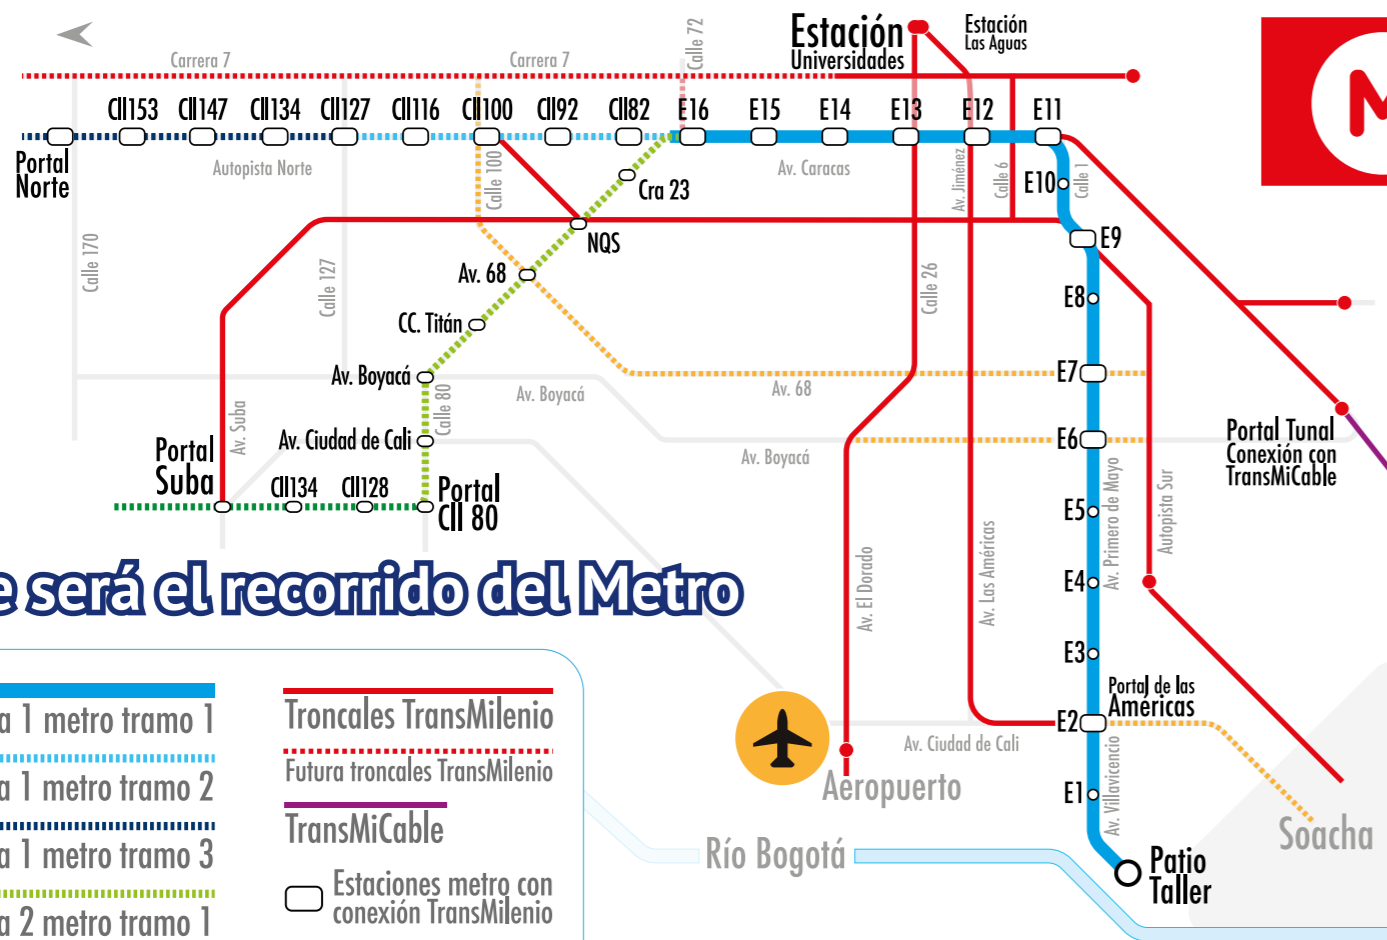 Carrera 7
Carrera 7
Calle 72
Estación
Universidades
Estación
Las Aguas
M
Cll153
Cll147
Cll134
Cll127
Cll116
Cll100
Cll92
Cll82
E16
E15
E14
E13
E12
E11
Portal
Norte
Autopista Norte
Calle 100
Cra 23
Av. Caracas
Av. Jiménez
Calle 6
E10
Calle 1
NQS
E9
Calle 170
Calle 127
Av. 68
Calle 26
E8
CC. Titán
Av. Boyacá
Av. Boyacá
Av. 68
E7
Av. Suba
Calle 80
Av. Ciudad de Cali
Av. Boyacá
E6
Portal Tunal
Conexión con
TransMiCable
Portal
Suba
Cll134
Cll128
Portal
Cll 80
E5
Av. Primero de Mayo
Autopista Sur
Av. El Dorado
Av. Las Américas
E4
e será el recorrido del Metro
E3
Portal de las
Américas
E2
Av. Ciudad de Cali
Aeropuerto
E1
Av. Villavicencio
Soacha
Río Bogotá
Patio
Taller
a 1 metro tramo 1
a 1 metro tramo 2
a 1 metro tramo 3
a 2 metro tramo 1
Troncales TransMilenio
Futura troncales TransMilenio
TransMiCable
Estaciones metro con
conexión TransMilenio